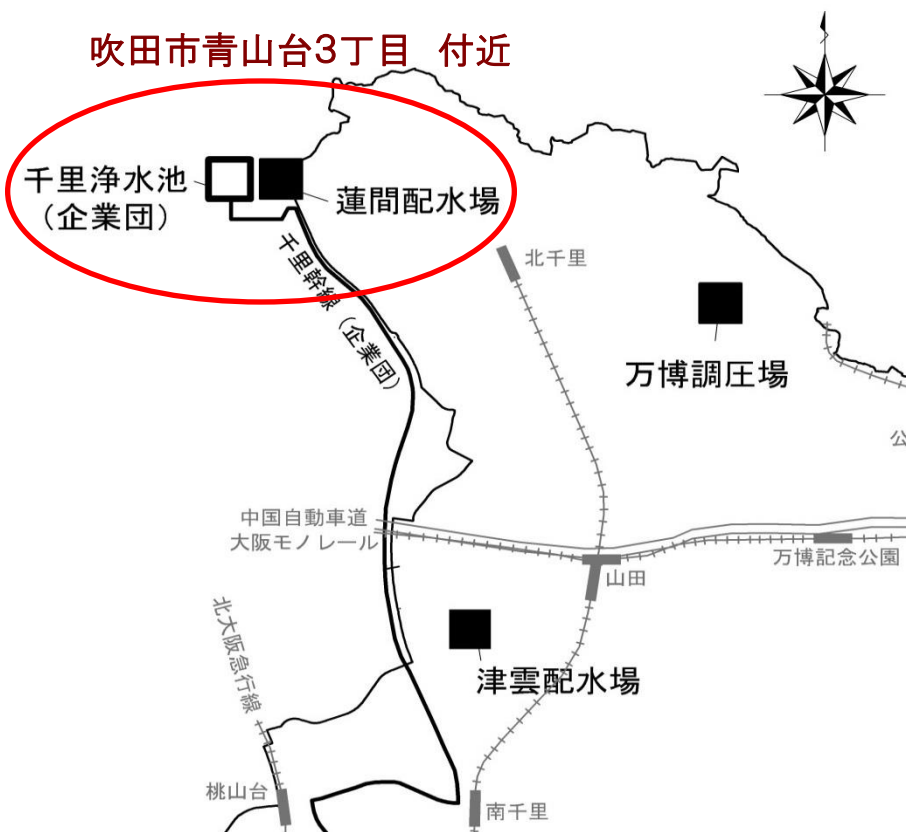 吹田市青山台3丁目 付近
千里浄水池
(企業団)
蓮間配水場
千里幹線(企業団)
北千里
万博調圧場
公
中国自動車道
大阪モノレール
万博記念公園
山田
北大阪急行線
津雲配水場
桃山台
南千里